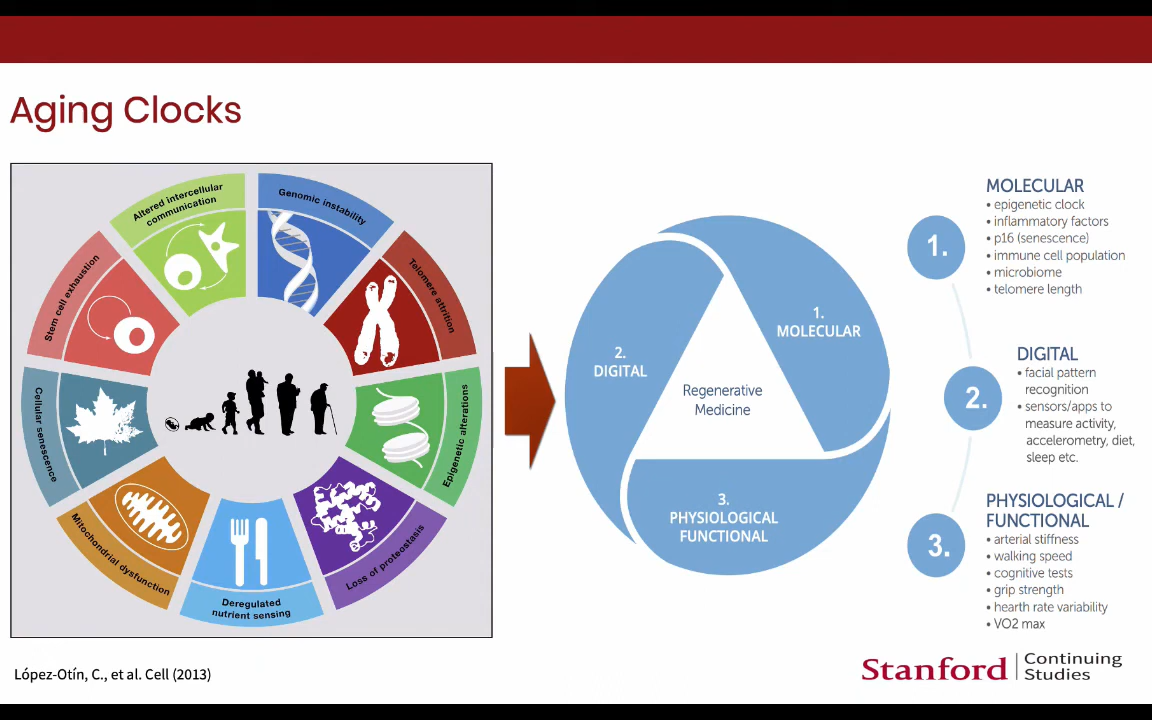 Aging Clocks
Altered intercellular
communication
Genomic instability
Telomere attrition
Epigenetic alterations
Loss of proteostasis
Deregulated
nutrient sensing
Mitochondrial dysfunction
Cellular senescence
Stem cell exhaustion
1.
MOLECULAR
2.
DIGITAL
Regenerative
Medicine
3.
PHYSIOLOGICAL
FUNCTIONAL
1.
MOLECULAR
• epigenetic clock
• inflammatory factors
• p16 (senescence)
• immune cell population
• microbiome
• telomere length
2.
DIGITAL
• facial pattern
recognition
• sensors/apps to
measure activity,
accelerometry, diet,
sleep etc.
3.
PHYSIOLOGICAL /
FUNCTIONAL
• arterial stiffness
• walking speed
• cognitive tests
• grip strength
• hearth rate variability
• VO2 max
López-Otín, C., et al. Cell (2013)
Stanford
Continuing
Studies